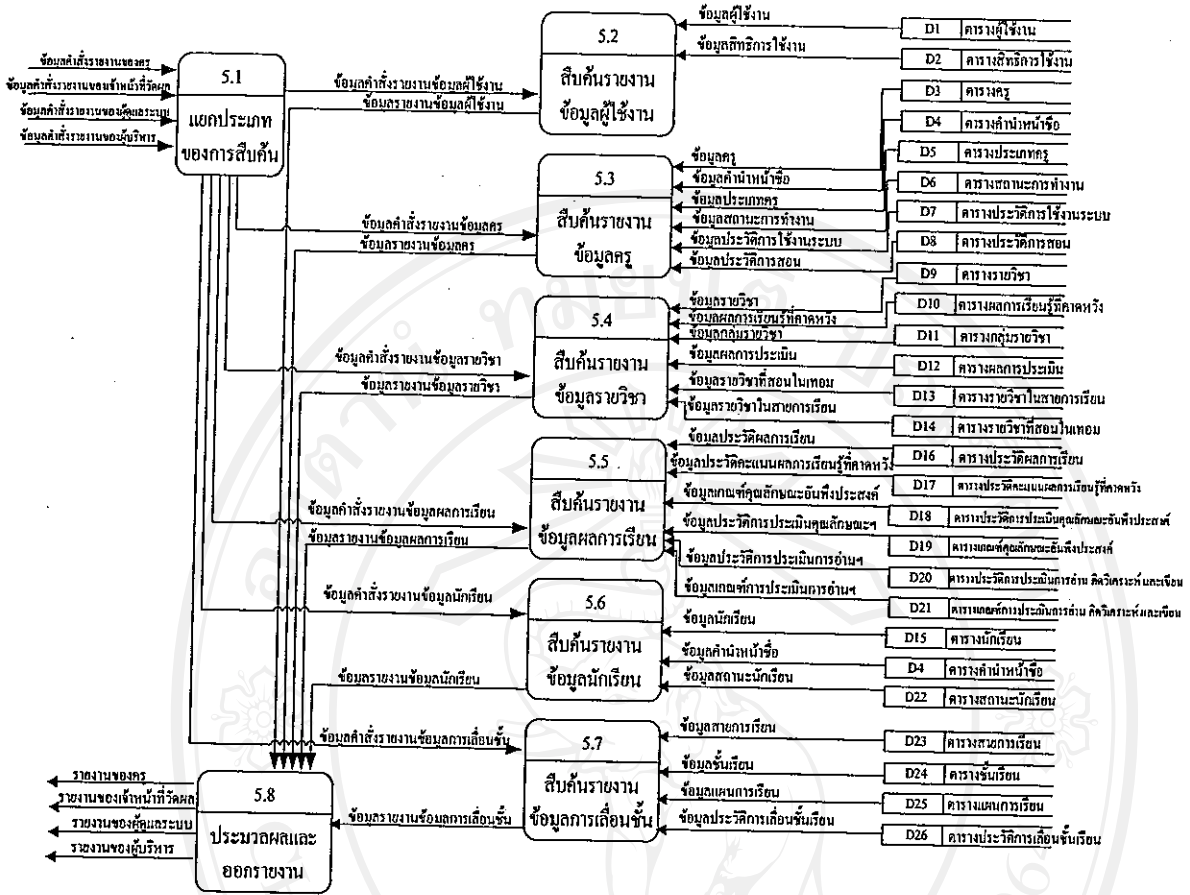 ข้อมูลคำสั่งรายงานของครู
ข้อมูลคำสั่งรายงานของเจ้าหน้าที่วัดผล
ข้อมูลคำสั่งรายงานของผู้ดูแลระบบ
ข้อมูลคำสั่งรายงานของผู้บริหาร
5.1
แยกประเภท
ของการสืบค้น
ข้อมูลคำสั่งรายงานข้อมูลผู้ใช้งาน
ข้อมูลรายงานข้อมูลผู้ใช้งาน
5.2
สืบค้นรายงาน
ข้อมูลผู้ใช้งาน
ข้อมูลผู้ใช้งาน
ข้อมูลสิทธิการใช้งาน
D1 ตารางผู้ใช้งาน
D2 ตารางสิทธิการใช้งาน
D3 ตารางครู
D4 ตารางคำนำหน้าชื่อ
D5 ตารางประเภทครู
D6 ตารางสถานะการทำงาน
D7 ตารางประวัติการใช้งานระบบ
D8 ตารางประวัติการสอน
D9 ตารางรายวิชา
D10 ตารางผลการเรียนรู้ที่คาดหวัง
D11 ตารางกลุ่มรายวิชา
D12 ตารางผลการประเมิน
D13 ตารางรายวิชาในสายการเรียน
D14 ตารางรายวิชาที่สอนในเทอม
D16 ตารางประวัติผลการเรียน
D17 ตารางประวัติคะแนนผลการเรียนรู้ที่คาดหวัง
D18 ตารางประวัติการประเมินคุณลักษณะอันพึงประสงค์
D19 ตารางเกณฑ์คุณลักษณะอันพึงประสงค์
D20 ตารางประวัติการประเมินการอ่าน คิดวิเคราะห์ และเขียน
D21 ตารางเกณฑ์การประเมินการอ่าน คิดวิเคราะห์ และเขียน
D15 ตารางนักเรียน
D4 ตารางคำนำหน้าชื่อ
D22 ตารางสถานะนักเรียน
D23 ตารางสายการเรียน
D24 ตารางชั้นเรียน
D25 ตารางแผนการเรียน
D26 ตารางประวัติการเลื่อนชั้นเรียน
ข้อมูลคำสั่งรายงานข้อมูลครู
ข้อมูลรายงานข้อมูลครู
5.3
สืบค้นรายงาน
ข้อมูลครู
ข้อมูลครู
ข้อมูลคำนำหน้าชื่อ
ข้อมูลประเภทครู
ข้อมูลสถานะการทำงาน
ข้อมูลประวัติการใช้งานระบบ
ข้อมูลประวัติการสอน
ข้อมูลคำสั่งรายงานข้อมูลรายวิชา
ข้อมูลรายงานข้อมูลรายวิชา
5.4
สืบค้นรายงาน
ข้อมูลรายวิชา
ข้อมูลรายวิชา
ข้อมูลผลการเรียนรู้ที่คาดหวัง
ข้อมูลกลุ่มรายวิชา
ข้อมูลผลการประเมิน
ข้อมูลรายวิชาที่สอนในเทอม
ข้อมูลรายวิชาในสายการเรียน
ข้อมูลคำสั่งรายงานข้อมูลผลการเรียน
ข้อมูลรายงานข้อมูลผลการเรียน
5.5
สืบค้นรายงาน
ข้อมูลผลการเรียน
ข้อมูลประวัติผลการเรียน
ข้อมูลประวัติคะแนนผลการเรียนรู้ที่คาดหวัง
ข้อมูลเกณฑ์คุณลักษณะอันพึงประสงค์
ข้อมูลประวัติการประเมินคุณลักษณะฯ
ข้อมูลประวัติการประเมินการอ่านฯ
ข้อมูลเกณฑ์การประเมินการอ่านฯ
ข้อมูลคำสั่งรายงานข้อมูลนักเรียน
ข้อมูลรายงานข้อมูลนักเรียน
5.6
สืบค้นรายงาน
ข้อมูลนักเรียน
ข้อมูลนักเรียน
ข้อมูลคำนำหน้าชื่อ
ข้อมูลสถานะนักเรียน
ข้อมูลคำสั่งรายงานข้อมูลการเลื่อนชั้น
ข้อมูลรายงานข้อมูลการเลื่อนชั้น
5.7
สืบค้นรายงาน
ข้อมูลการเลื่อนชั้น
ข้อมูลสายการเรียน
ข้อมูลชั้นเรียน
ข้อมูลแผนการเรียน
ข้อมูลประวัติการเลื่อนชั้นเรียน
5.8
ประมวลผลและ
ออกรายงาน
รายงานของครู
รายงานของเจ้าหน้าที่วัดผล
รายงานของผู้ดูแลระบบ
รายงานของผู้บริหาร